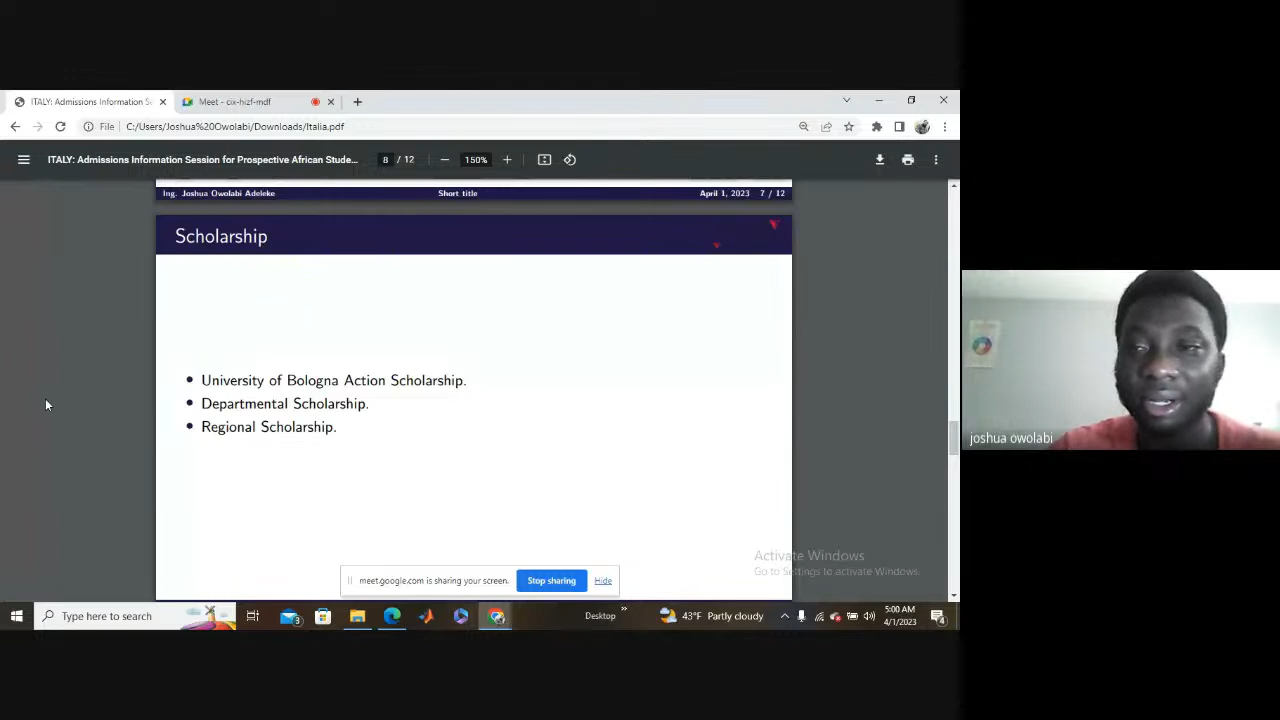 ITALY: Admissions Information Se
Meet - cix-hizf-mdf
File
C:/Users/Joshua%20Owolabi/Downloads/Italia.pdf
ITALY: Admissions Information Session for Prospective African Stude...
8 / 12
150%
Ing. Joshua Owolabi Adeleke
Short title
April 1, 2023 7 / 12
Scholarship
University of Bologna Action Scholarship.
Departmental Scholarship.
Regional Scholarship.
joshua owolabi
Activate Windows
Go to Settings to activate Windows.
meet.google.com is sharing your screen.
Stop sharing
Hide
Type here to search
3
Desktop
43°F Partly cloudy
5:00 AM
4/1/2023
4